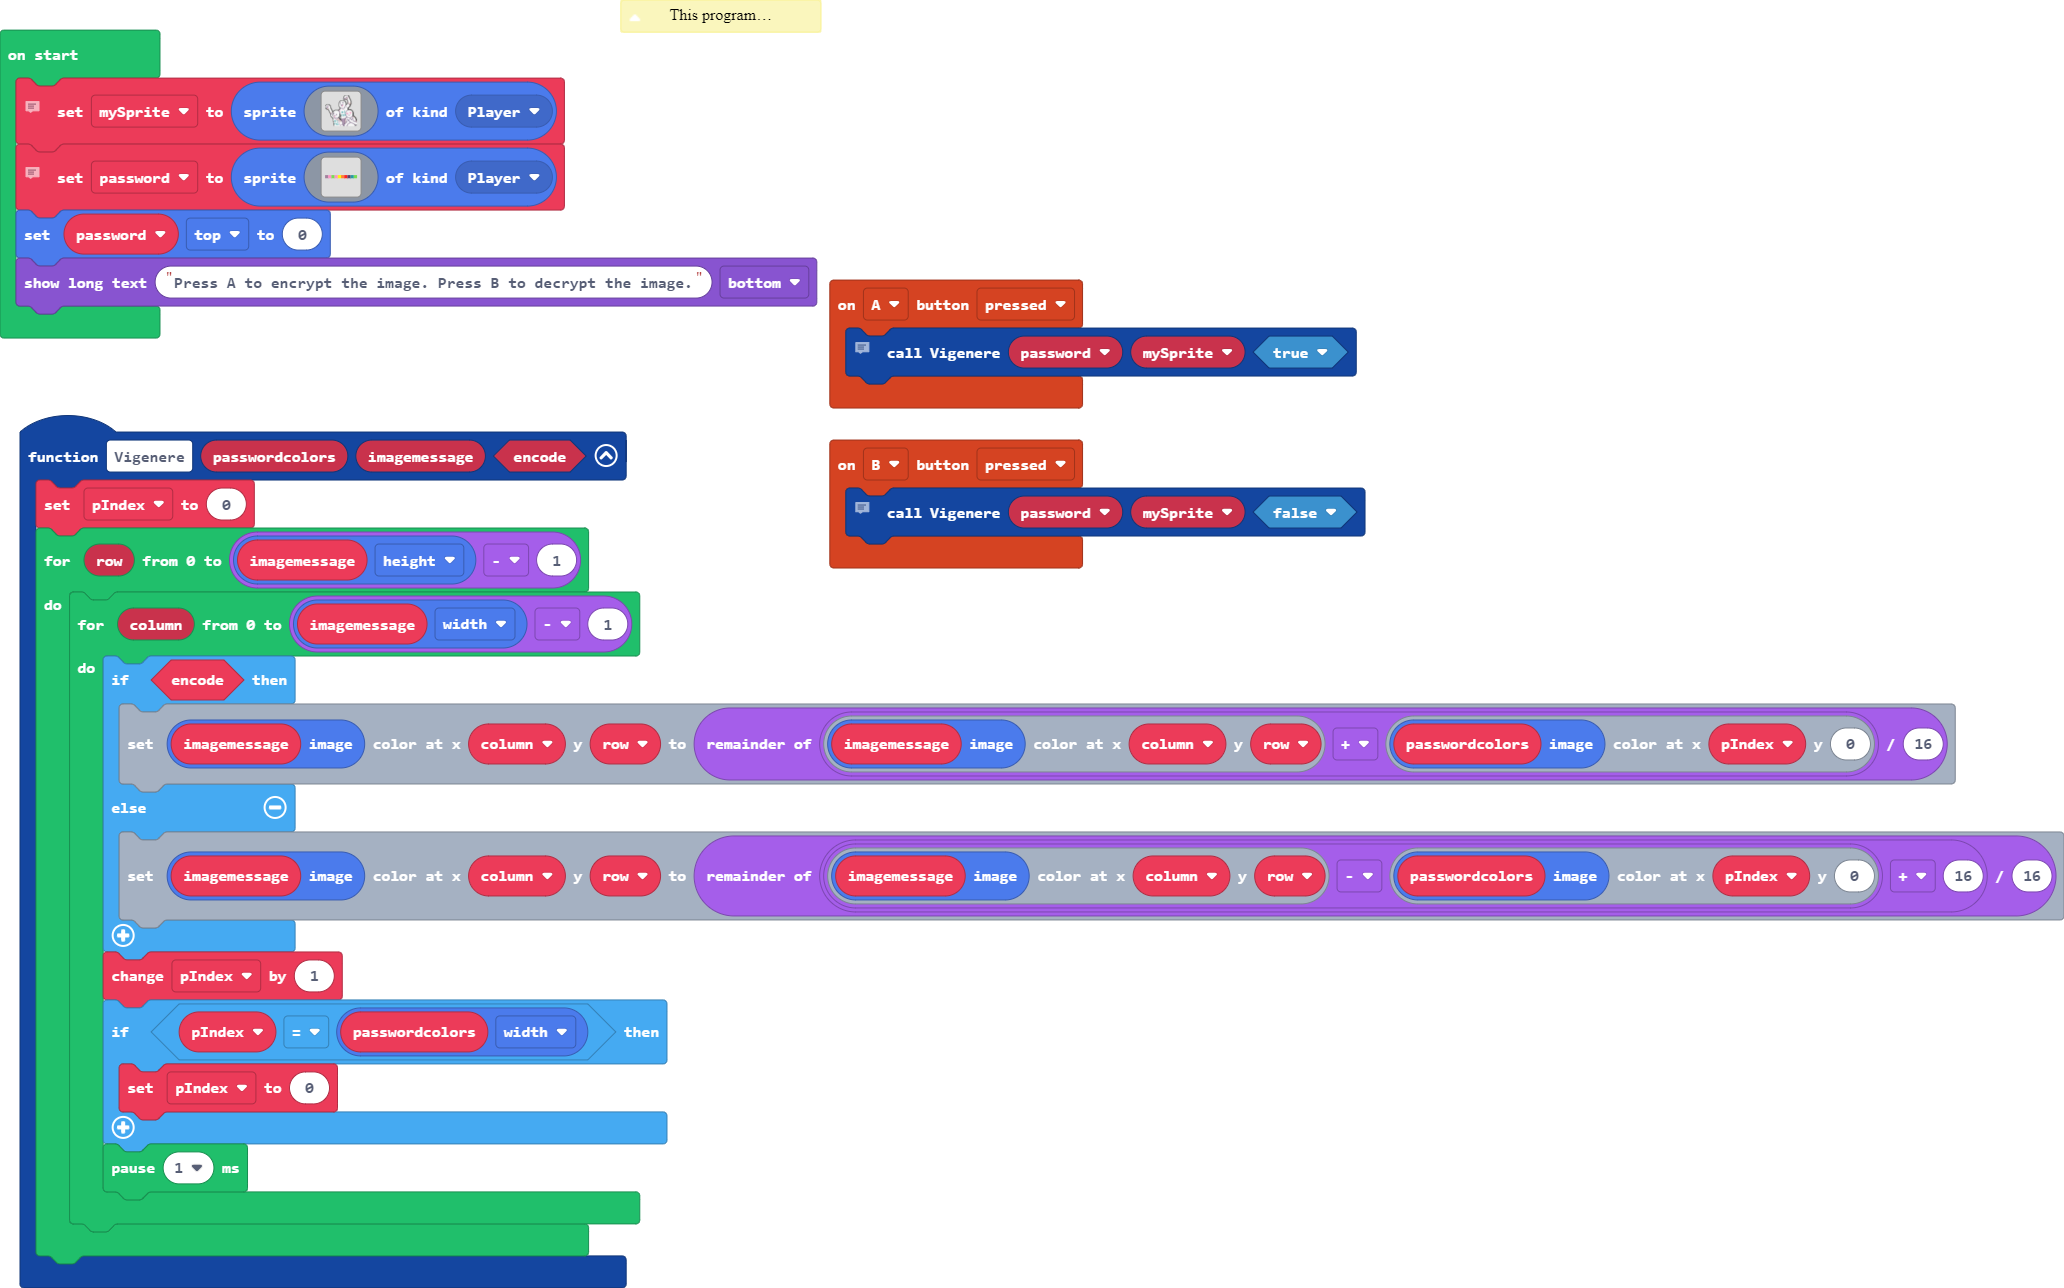 This program…
on start
set mySprite to sprite of kind Player
set password to sprite of kind Player
set password top to 0
show long text "Press A to encrypt the image. Press B to decrypt the image." bottom
on A button pressed
call Vigenere password mySprite true
on B button pressed
call Vigenere password mySprite false
function Vigenere passwordcolors imagemessage encode
set pIndex to 0
for row from 0 to imagemessage height - 1
do
for column from 0 to imagemessage width - 1
do
if encode then
set imagemessage image color at x column y row to remainder of imagemessage image color at x column y row + passwordcolors image color at x pIndex y 0 / 16
else
set imagemessage image color at x column y row to remainder of imagemessage image color at x column y row - passwordcolors image color at x pIndex y 0 + 16 / 16
change pIndex by 1
if pIndex = passwordcolors width then
set pIndex to 0
pause 1 ms